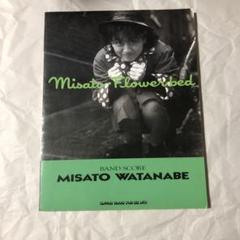 Misato Flower bed
BAND SCORE
MISATO WATANABE